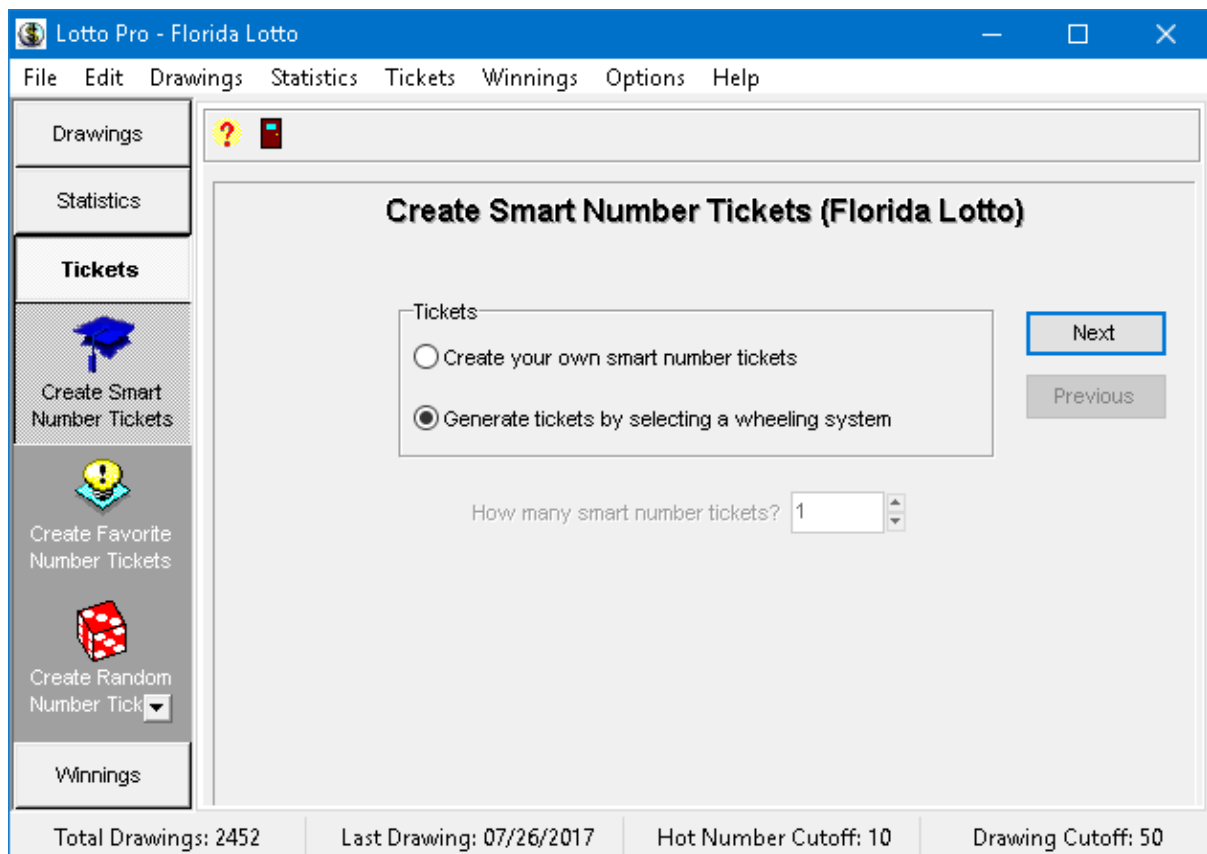 Lotto Pro - Florida Lotto
File Edit Drawings Statistics Tickets Winnings Options Help
Drawings
Statistics
Tickets
Create Smart
Number Tickets
Create Favorite
Number Tickets
Create Random
Number Tick
Winnings
?
Create Smart Number Tickets (Florida Lotto)
Tickets
Create your own smart number tickets
Generate tickets by selecting a wheeling system
How many smart number tickets? 1
Next
Previous
Total Drawings: 2452 Last Drawing: 07/26/2017 Hot Number Cutoff: 10 Drawing Cutoff: 50